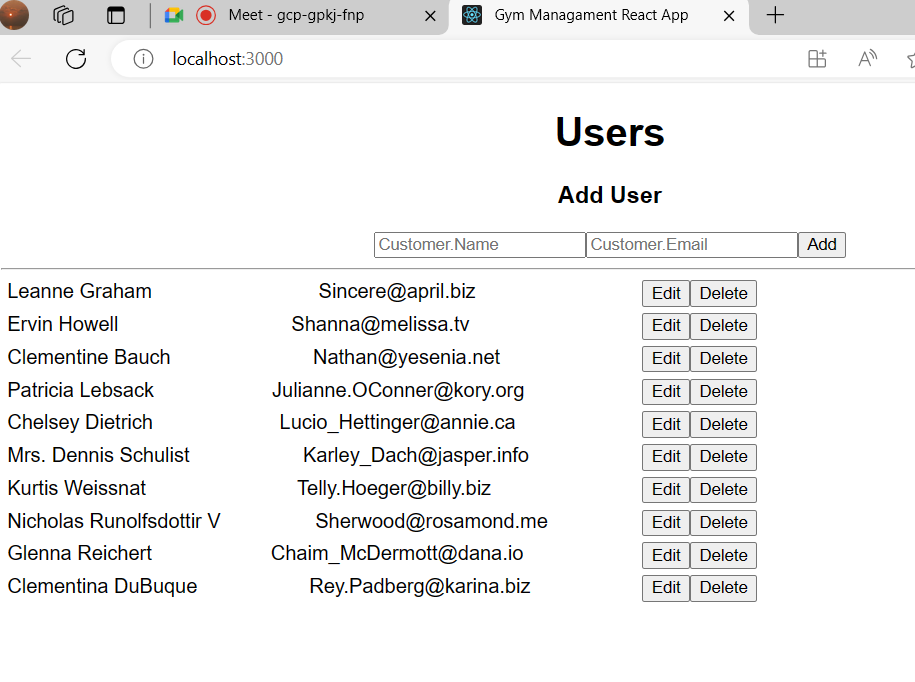 Meet - gcp-gpkj-fnp Gym Managament React App
localhost:3000
Users
Add User
Customer.Name Customer.Email Add
Leanne Graham Sincere@april.biz Edit Delete
Ervin Howell Shanna@melissa.tv Edit Delete
Clementine Bauch Nathan@yesenia.net Edit Delete
Patricia Lebsack Julianne.OConner@kory.org Edit Delete
Chelsey Dietrich Lucio_Hettinger@annie.ca Edit Delete
Mrs. Dennis Schulist Karley_Dach@jasper.info Edit Delete
Kurtis Weissnat Telly.Hoeger@billy.biz Edit Delete
Nicholas Runolfsdottir V Sherwood@rosamond.me Edit Delete
Glenna Reichert Chaim_McDermott@dana.io Edit Delete
Clementina DuBuque Rey.Padberg@karina.biz Edit Delete